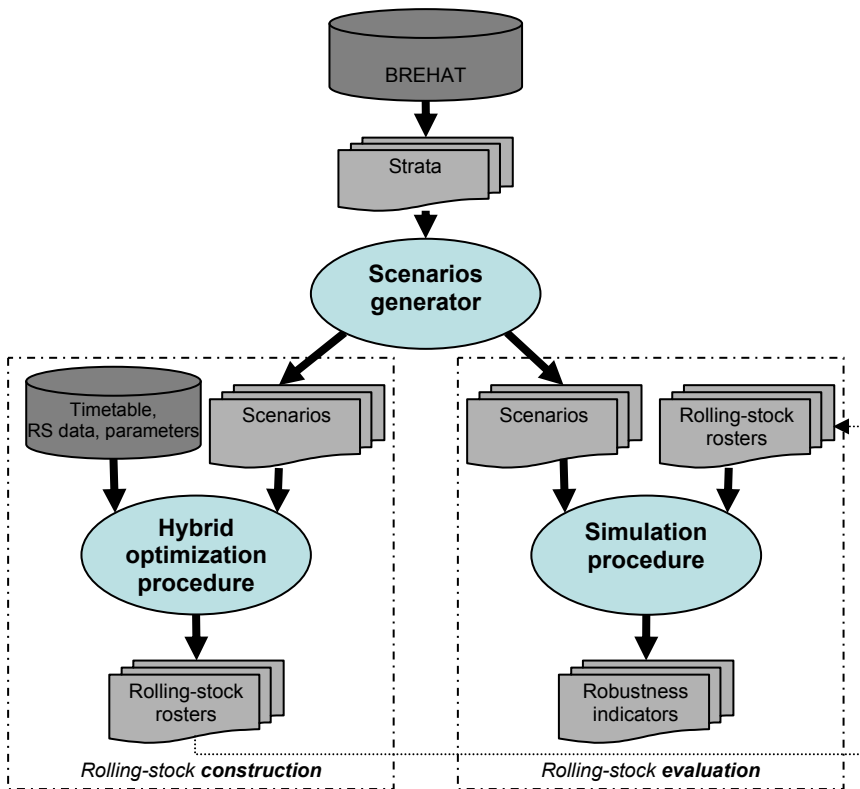 BREHAT
Strata
Scenarios
generator
Timetable,
RS data, parameters
Scenarios
Scenarios
Rolling-stock
rosters
Hybrid
optimization
procedure
Simulation
procedure
Rolling-stock
rosters
Robustness
indicators
Rolling-stock construction
Rolling-stock evaluation